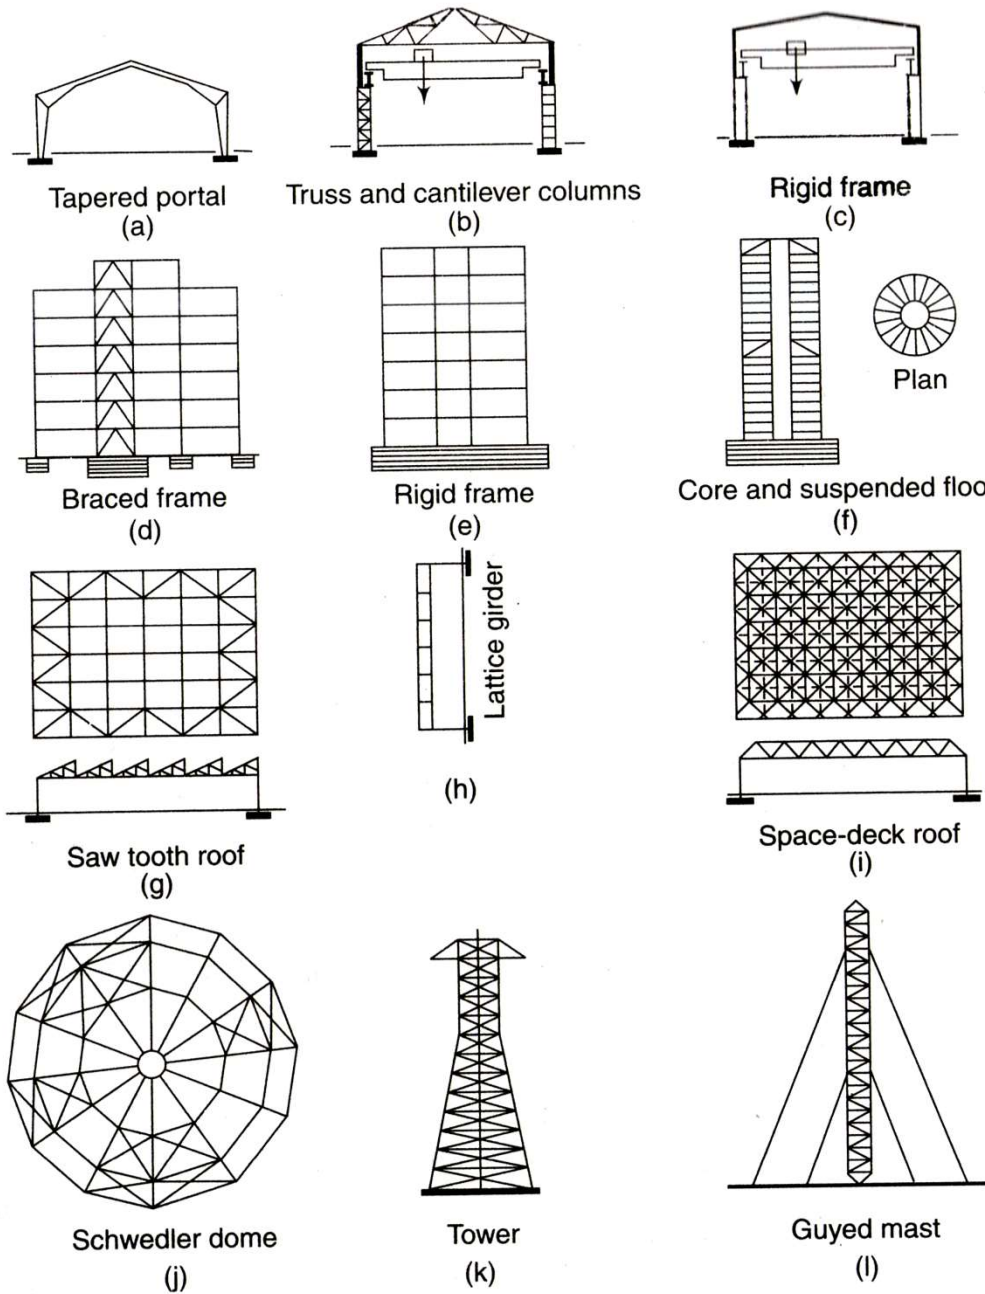 Tapered portal
(a)
Truss and cantilever columns
(b)
Rigid frame
(c)
Braced frame
(d)
Rigid frame
(e)
Plan
Core and suspended floo
(f)
Saw tooth roof
(g)
Lattice girder
(h)
Space-deck roof
(i)
Schwedler dome
(j)
Tower
(k)
Guyed mast
(l)